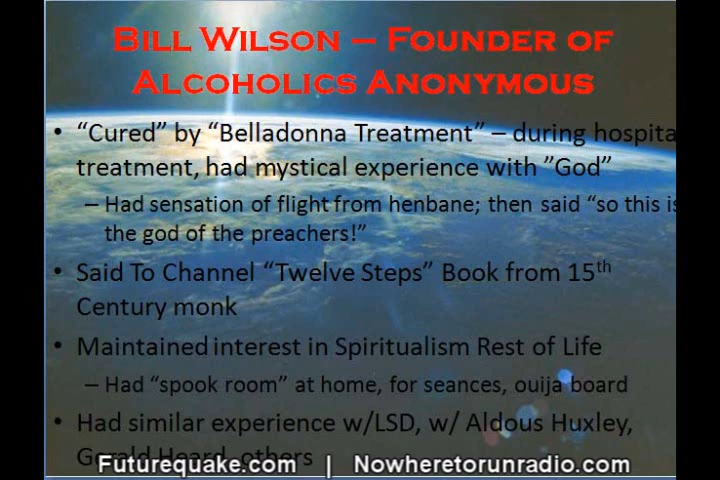 BILL WILSON – FOUNDER OF
ALCOHOLICS ANONYMOUS
• “Cured” by “Belladonna Treatment” – during hospita
treatment, had mystical experience with ”God”
– Had sensation of flight from henbane; then said “so this is
the god of the preachers!”
• Said To Channel “Twelve Steps” Book from 15th
Century monk
• Maintained interest in Spiritualism Rest of Life
– Had “spook room” at home, for seances, ouija board
• Had similar experience w/LSD, w/ Aldous Huxley,
Gerald Heard, others
Futurequake.com | Nowheretorunradio.com